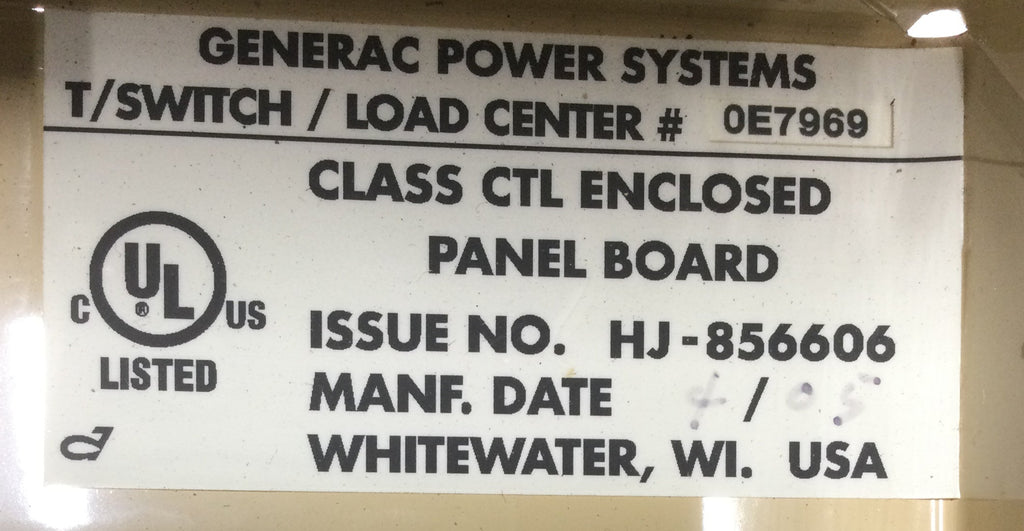 GENERAC POWER SYSTEMS
T/SWITCH / LOAD CENTER # 0E7969
CLASS CTL ENCLOSED
PANEL BOARD
C UL ® US
LISTED
ISSUE NO. HJ-856606
MANF. DATE 4 / 05
WHITEWATER, WI. USA